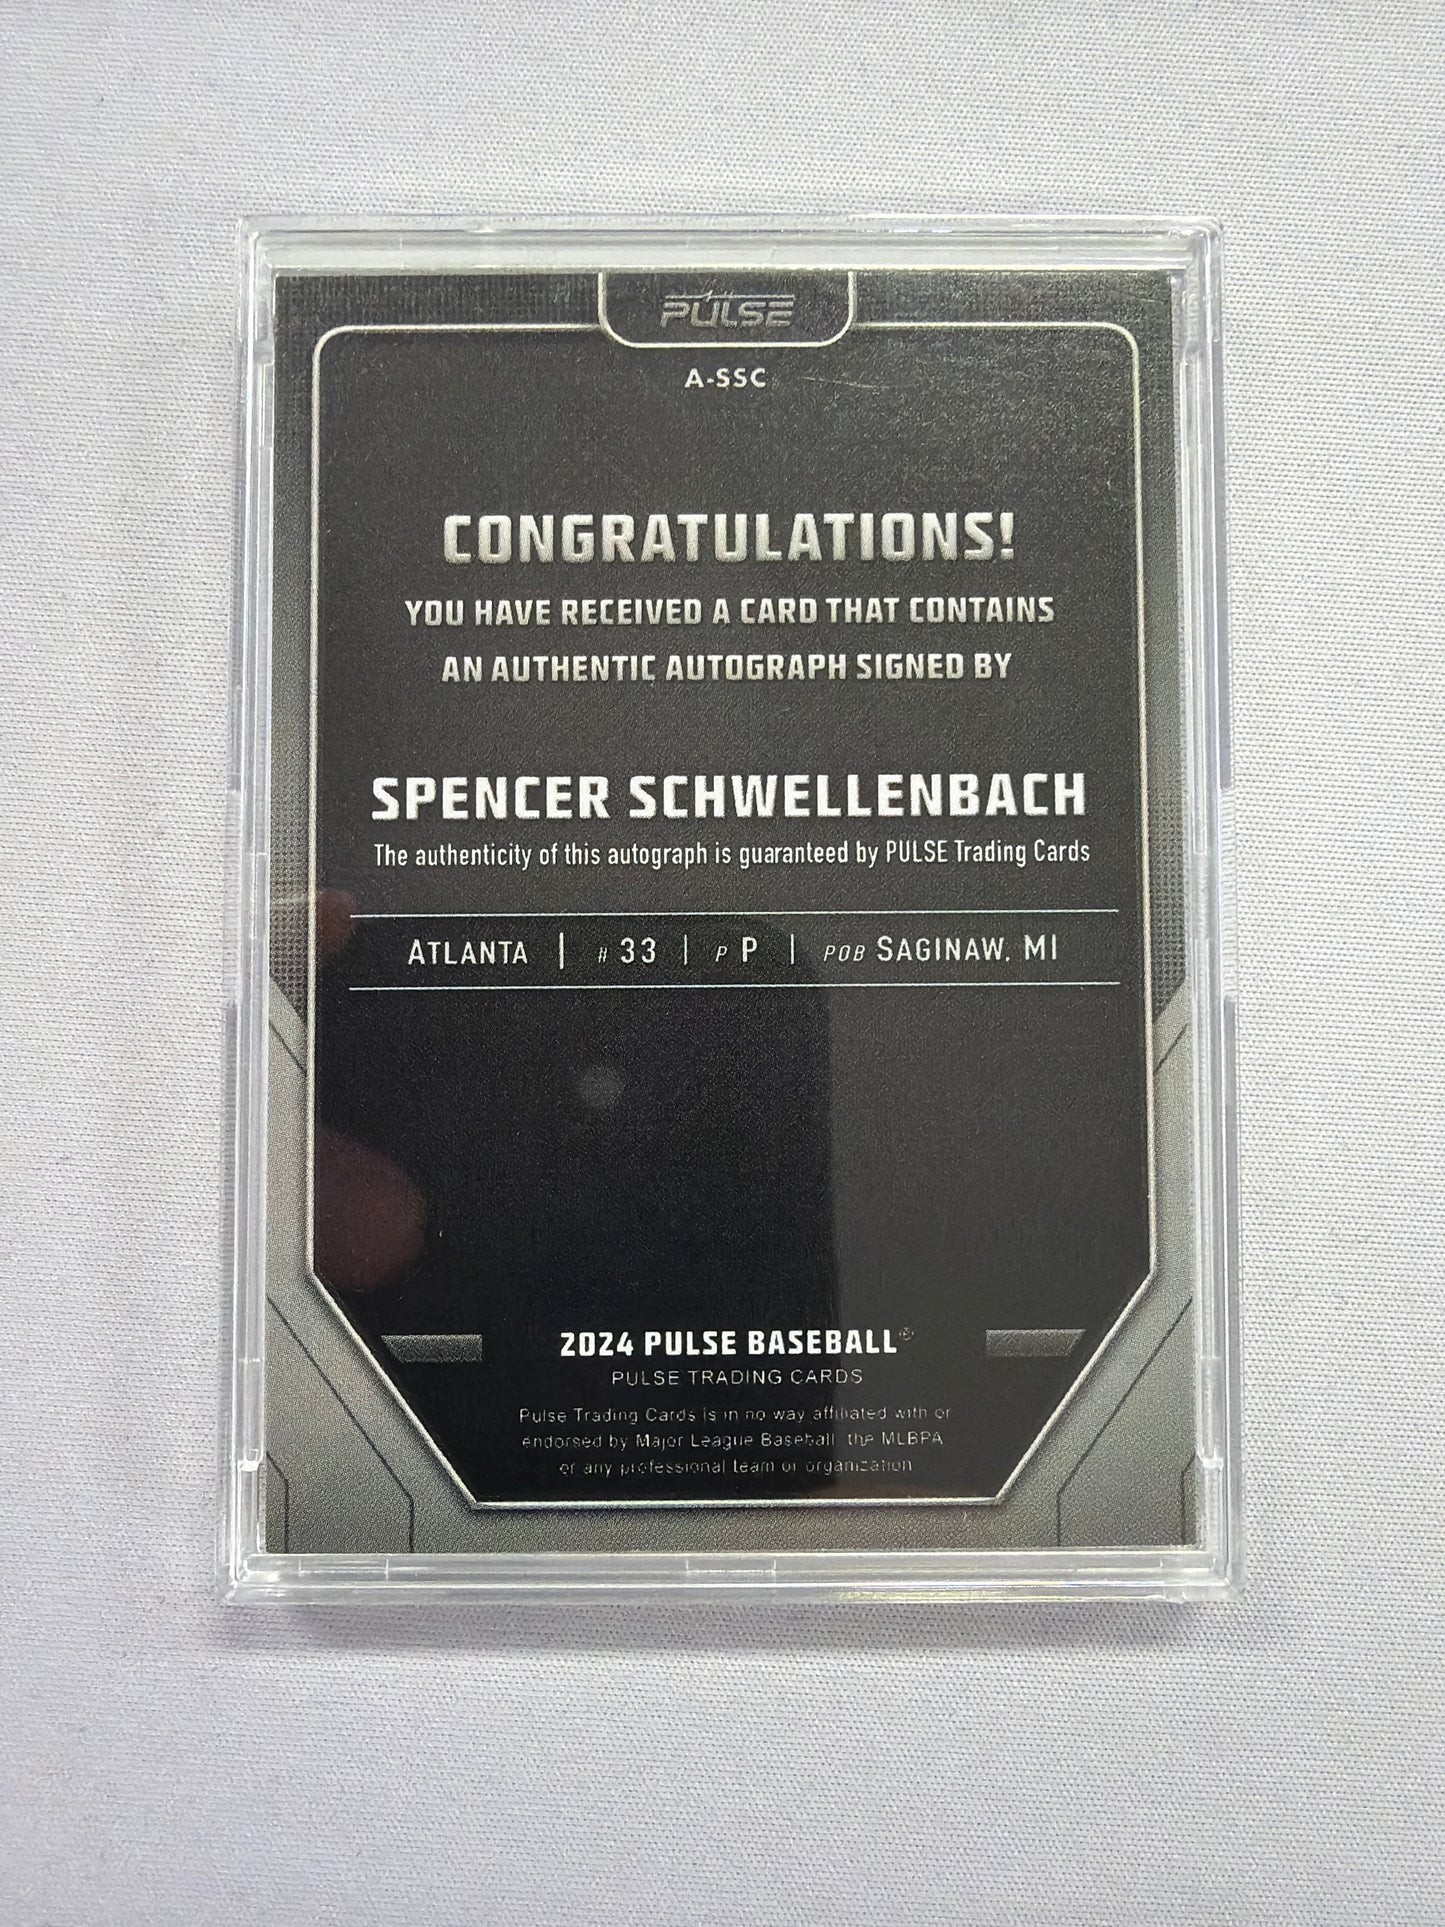 PULSE
A-SSC
CONGRATULATIONS!
YOU HAVE RECEIVED A CARD THAT CONTAINS
AN AUTHENTIC AUTOGRAPH SIGNED BY
SPENCER SCHWELLENBACH
The authenticity of this autograph is guaranteed by PULSE Trading Cards
ATLANTA | # 33 | P P | POB SAGINAW, MI
2024 PULSE BASEBALL®
PULSE TRADING CARDS
Pulse Trading Cards is in no way affiliated with or
endorsed by Major League Baseball, the MLBPA
or any professional team or organization